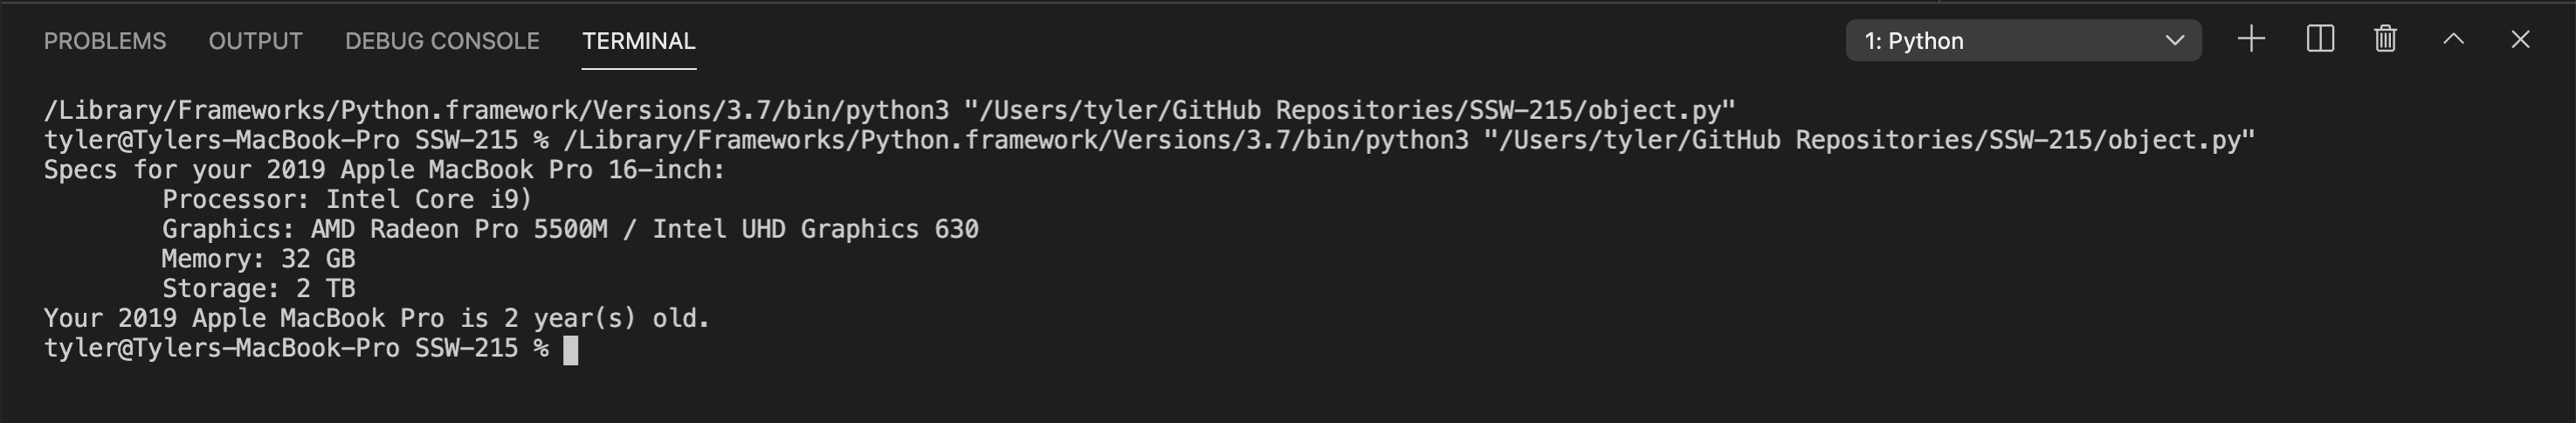 PROBLEMS OUTPUT DEBUG CONSOLE TERMINAL 1: Python
/Library/Frameworks/Python.framework/Versions/3.7/bin/python3 "/Users/tyler/GitHub Repositories/SSW-215/object.py"
tyler@Tylers-MacBook-Pro SSW-215 % /Library/Frameworks/Python.framework/Versions/3.7/bin/python3 "/Users/tyler/GitHub Repositories/SSW-215/object.py"
Specs for your 2019 Apple MacBook Pro 16-inch:
        Processor: Intel Core i9)
        Graphics: AMD Radeon Pro 5500M / Intel UHD Graphics 630
        Memory: 32 GB
        Storage: 2 TB
Your 2019 Apple MacBook Pro is 2 year(s) old.
tyler@Tylers-MacBook-Pro SSW-215 %